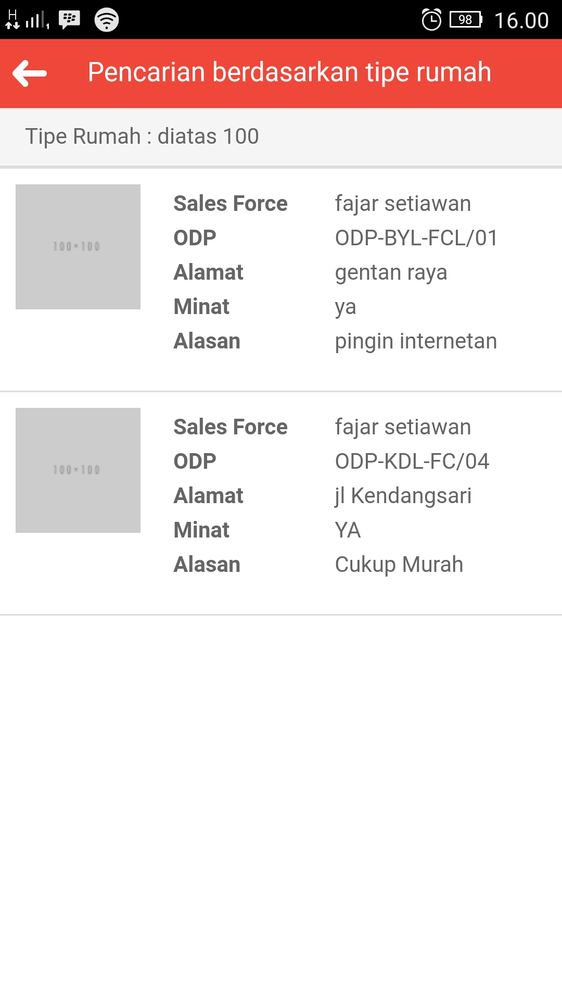 H
1
98 16.00
Pencarian berdasarkan tipe rumah
Tipe Rumah : diatas 100
100×100
Sales Force fajar setiawan
ODP ODP-BYL-FCL/01
Alamat gentan raya
Minat ya
Alasan pingin internetan
100×100
Sales Force fajar setiawan
ODP ODP-KDL-FC/04
Alamat jl Kendangsari
Minat YA
Alasan Cukup Murah